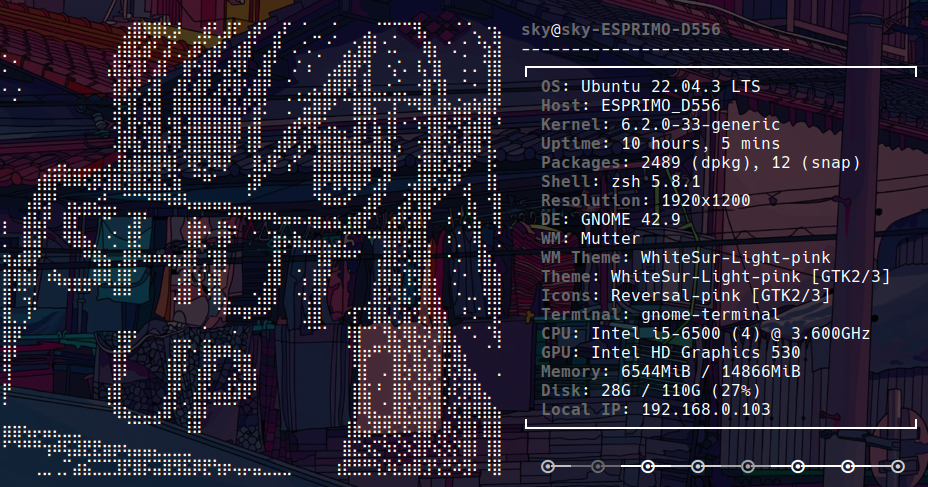 sky@sky-ESPRIMO-D556
---------------------------
OS: Ubuntu 22.04.3 LTS
Host: ESPRIMO_D556
Kernel: 6.2.0-33-generic
Uptime: 10 hours, 5 mins
Packages: 2489 (dpkg), 12 (snap)
Shell: zsh 5.8.1
Resolution: 1920x1200
DE: GNOME 42.9
WM: Mutter
WM Theme: WhiteSur-Light-pink
Theme: WhiteSur-Light-pink [GTK2/3]
Icons: Reversal-pink [GTK2/3]
Terminal: gnome-terminal
CPU: Intel i5-6500 (4) @ 3.600GHz
GPU: Intel HD Graphics 530
Memory: 6544MiB / 14866MiB
Disk: 28G / 110G (27%)
Local IP: 192.168.0.103